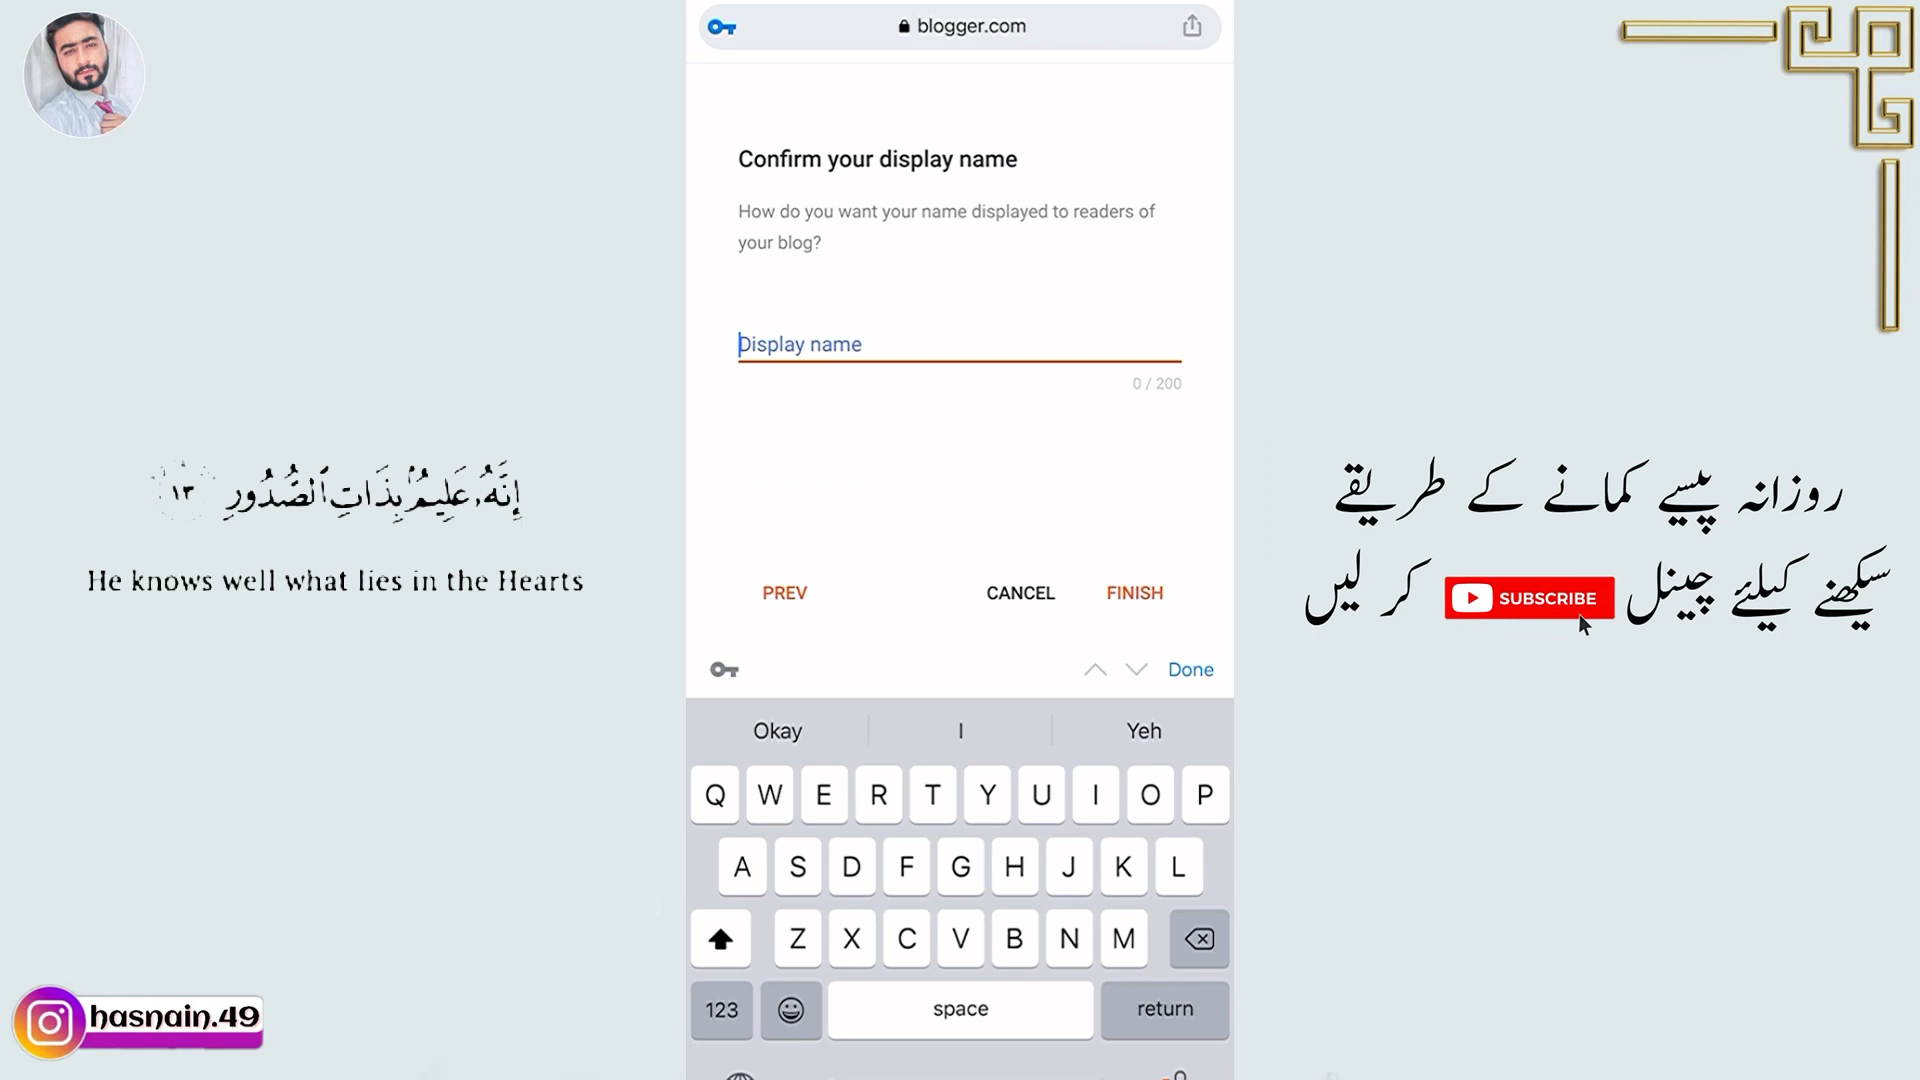 blogger.com
Confirm your display name
How do you want your name displayed to readers of
your blog?
Display name
0 / 200
PREV CANCEL FINISH
Done
Okay I Yeh
Q W E R T Y U I O P
A S D F G H J K L
Z X C V B N M
123 space return
إِنَّهُۥ عَلِيمٌۢ بِذَاتِ ٱلصُّدُورِ ١٣
He knows well what lies in the Hearts
روزانہ پیسے کمانے کے طریقے
سیکھنے کیلئے چینل SUBSCRIBE کر لیں
hasnain.49